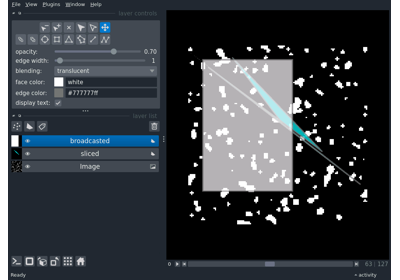 File View Plugins Window Help
layer controls
opacity: 0.70
edge width: 1
blending: translucent
face color: white
edge color: #777777ff
display text:
layer list
broadcasted
sliced
Image
63 127
Ready
activity